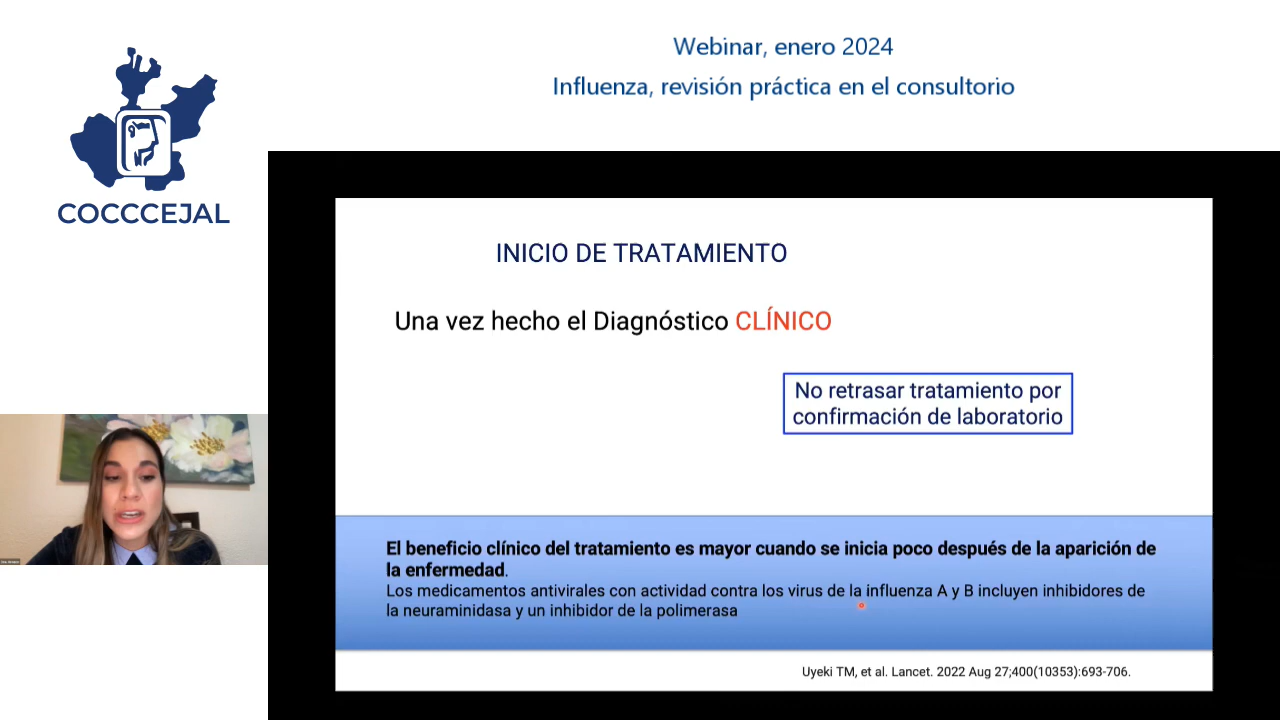 Webinar, enero 2024
Influenza, revisión práctica en el consultorio
COCCCEJAL
INICIO DE TRATAMIENTO
Una vez hecho el Diagnóstico CLÍNICO
No retrasar tratamiento por
confirmación de laboratorio
El beneficio clínico del tratamiento es mayor cuando se inicia poco después de la aparición de
la enfermedad.
Los medicamentos antivirales con actividad contra los virus de la influenza A y B incluyen inhibidores de
la neuraminidasa y un inhibidor de la polimerasa
Uyeki TM, et al. Lancet. 2022 Aug 27;400(10353):693-706.